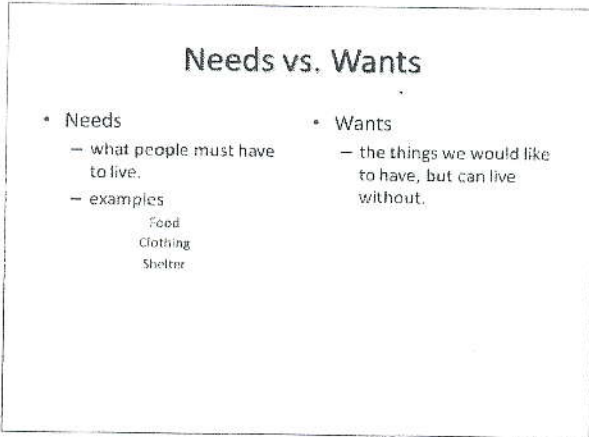 Needs vs. Wants
• Needs
– what people must have
to live.
– examples
Food
Clothing
Shelter
• Wants
– the things we would like
to have, but can live
without.